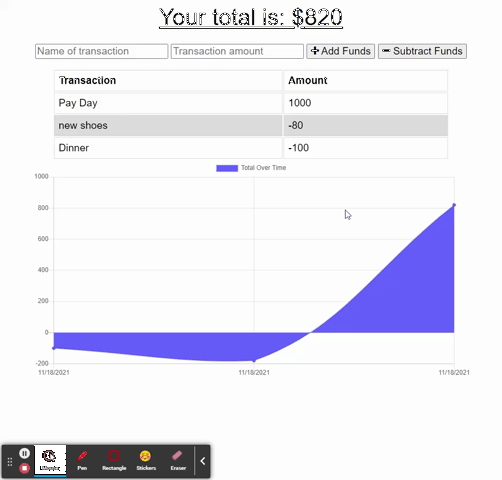 Your total is: $820
Name of transaction Transaction amount Add Funds Subtract Funds
Transaction Amount
Pay Day 1000
new shoes -80
Dinner -100
Total Over Time
1000
800
600
400
200
0
-200
11/18/2021 11/18/2021 11/18/2021
Pen Rectangle Stickers Eraser